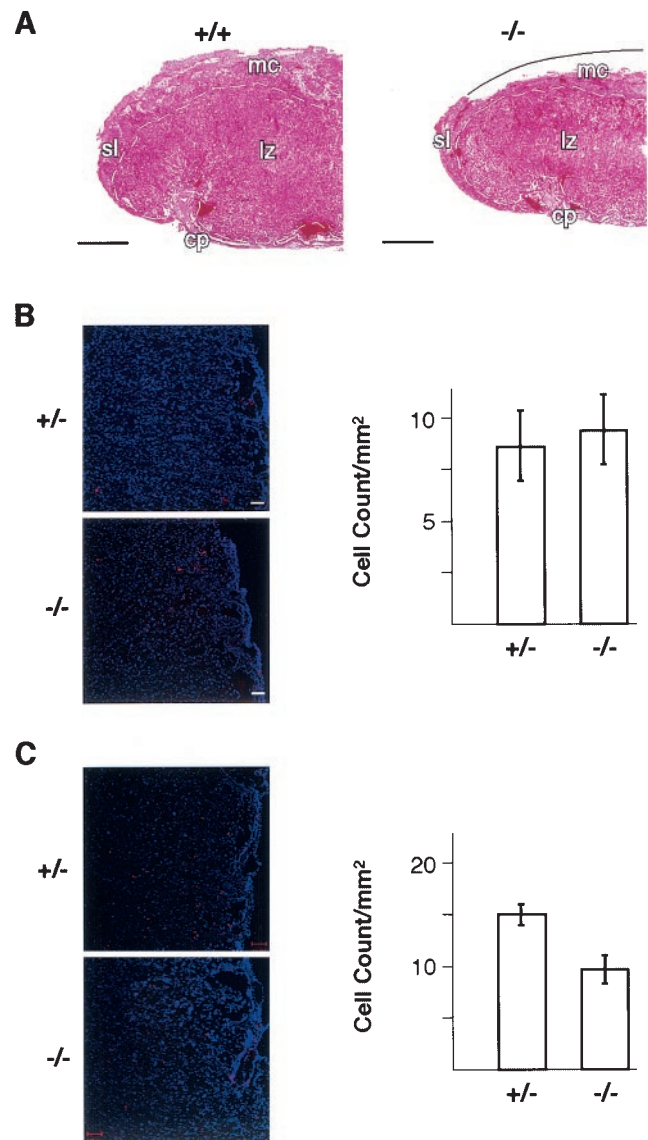 A
+/+
-/-
mc
sl
lz
cp
mc
sl
lz
cp
B
+/-
-/-
Cell Count/mm²
10
5
+/-
-/-
C
+/-
-/-
Cell Count/mm²
20
10
+/-
-/-